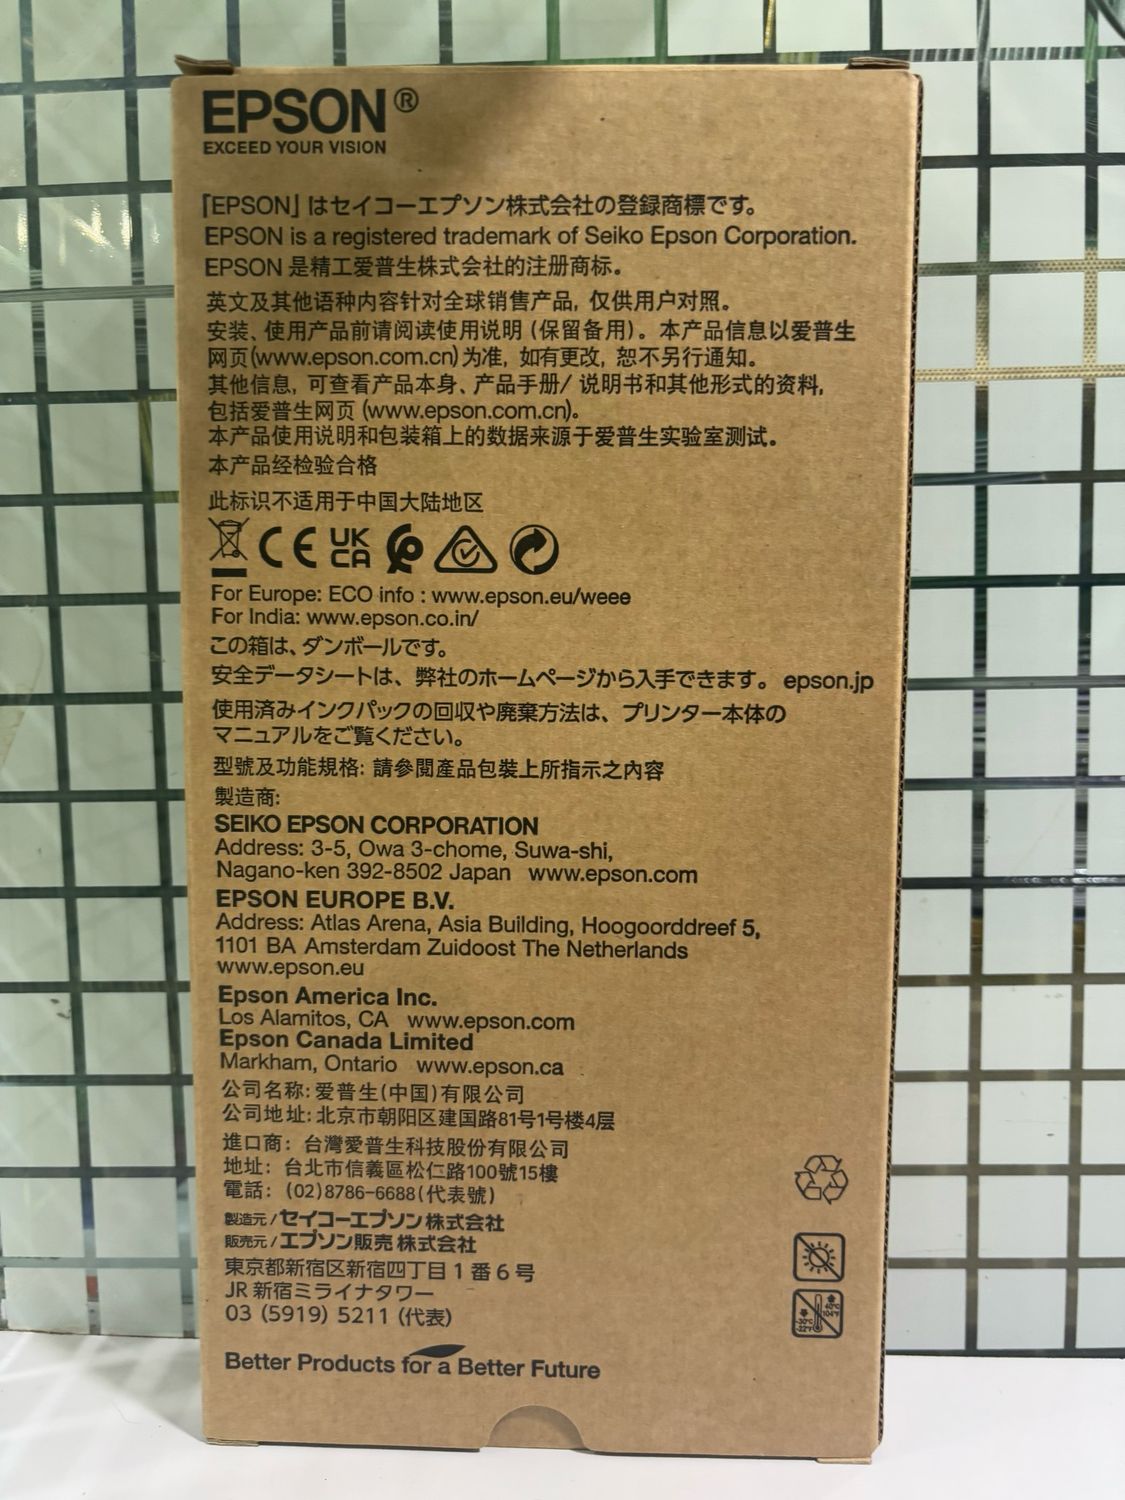 EPSON®
EXCEED YOUR VISION
「EPSON」はセイコーエプソン株式会社の登録商標です。
EPSON is a registered trademark of Seiko Epson Corporation.
EPSON 是精工爱普生株式会社的注册商标。
英文及其他语种内容针对全球销售产品, 仅供用户对照。
安装、使用产品前请阅读使用说明 (保留备用)。本产品信息以爱普生
网页(www.epson.com.cn)为准, 如有更改, 恕不另行通知。
其他信息, 可查看产品本身、产品手册/ 说明书和其他形式的资料,
包括爱普生网页 (www.epson.com.cn)。
本产品使用说明和包装箱上的数据来源于爱普生实验室测试。
本产品经检验合格
此标识不适用于中国大陆地区
CE UK CA
For Europe: ECO info : www.epson.eu/weee
For India: www.epson.co.in/
この箱は、ダンボールです。
安全データシートは、弊社のホームページから入手できます。 epson.jp
使用済みインクパックの回収や廃棄方法は、プリンター本体の
マニュアルをご覧ください。
型號及功能規格: 請參閱產品包裝上所指示之內容
製造商:
SEIKO EPSON CORPORATION
Address: 3-5, Owa 3-chome, Suwa-shi,
Nagano-ken 392-8502 Japan www.epson.com
EPSON EUROPE B.V.
Address: Atlas Arena, Asia Building, Hoogoorddreef 5,
1101 BA Amsterdam Zuidoost The Netherlands
www.epson.eu
Epson America Inc.
Los Alamitos, CA www.epson.com
Epson Canada Limited
Markham, Ontario www.epson.ca
公司名称: 爱普生(中国)有限公司
公司地址: 北京市朝阳区建国路81号1号楼4层
進口商: 台灣愛普生科技股份有限公司
地址: 台北市信義區松仁路100號15樓
電話: (02)8786-6688(代表號)
製造元/セイコーエプソン株式会社
販売元/エプソン販売株式会社
東京都新宿区新宿四丁目1番6号
JR 新宿ミライナタワー
03 (5919) 5211 (代表)
Better Products for a Better Future